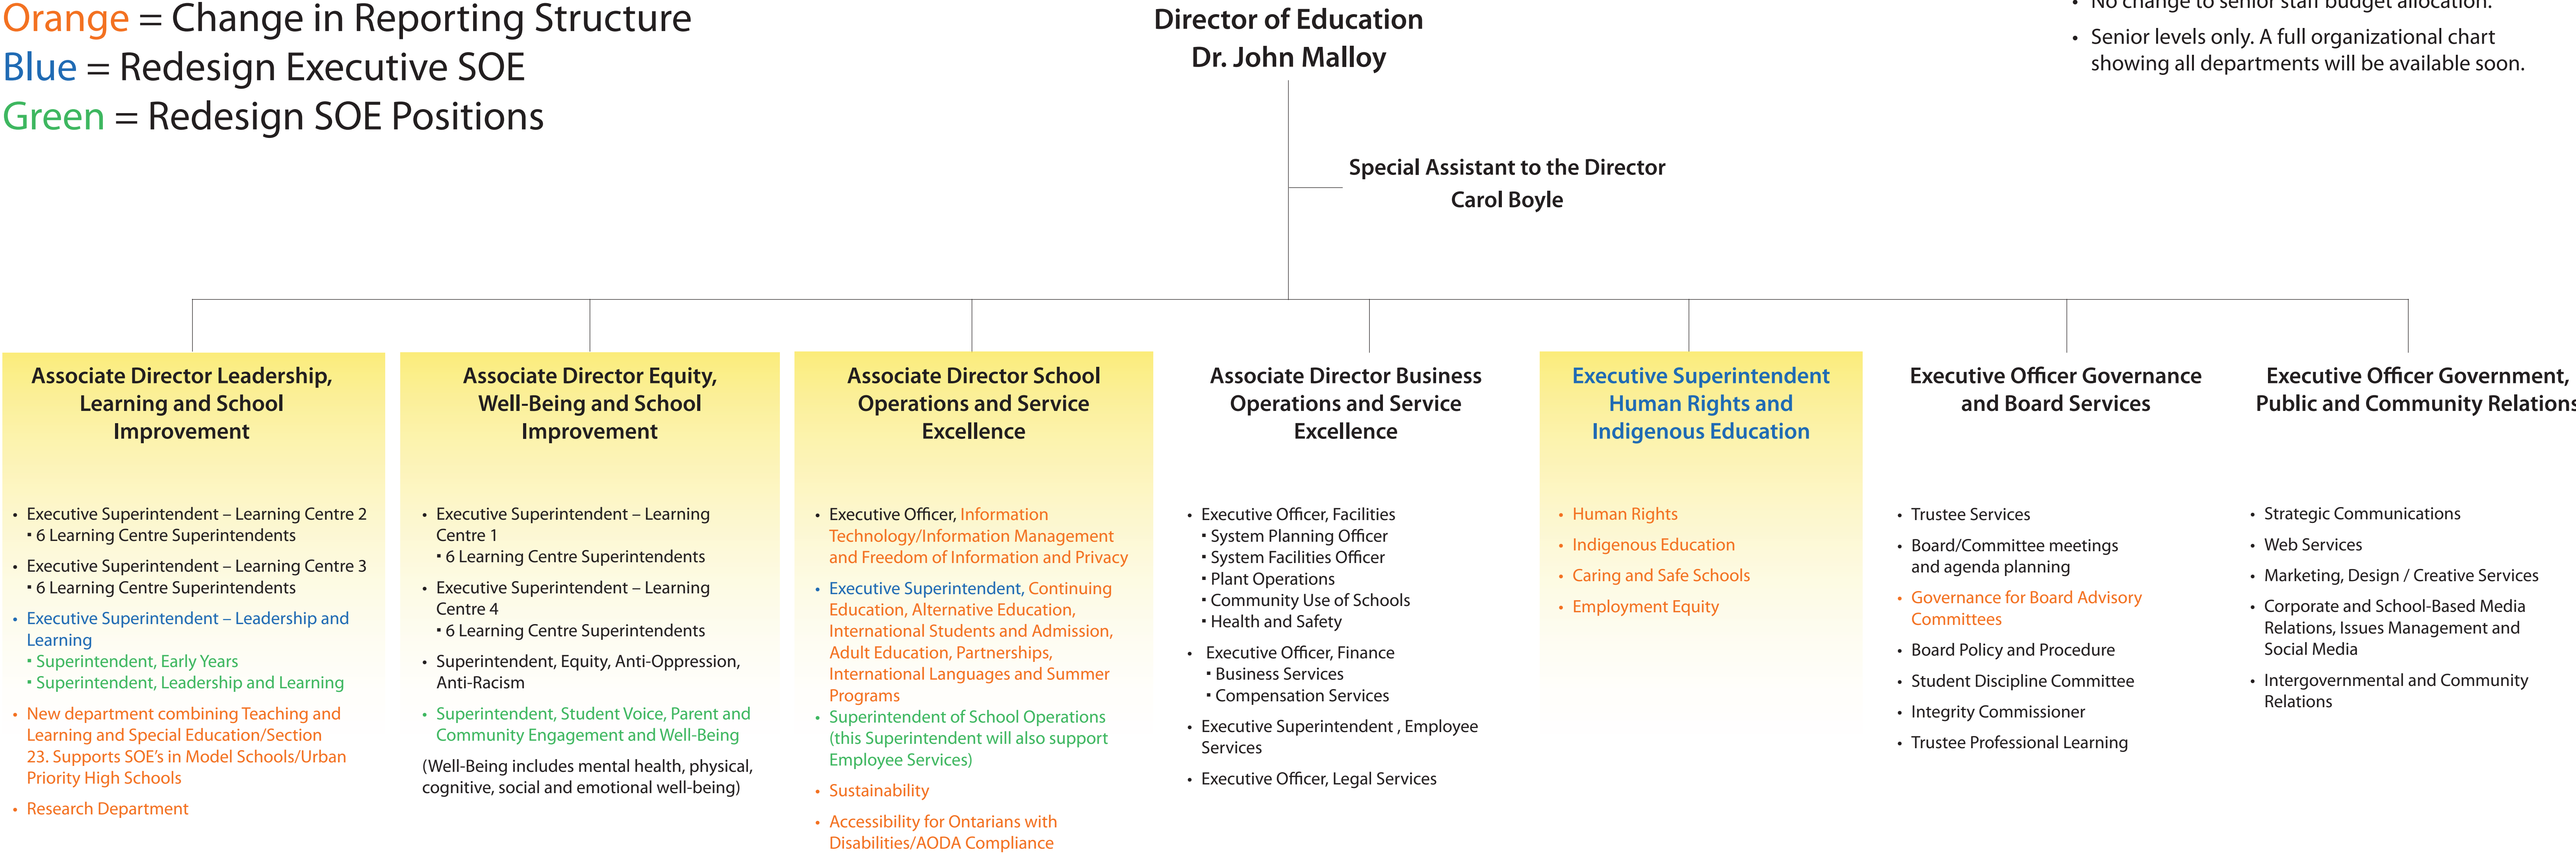 Orange = Change in Reporting Structure
Blue = Redesign Executive SOE
Green = Redesign SOE Positions
Director of Education
Dr. John Malloy
• No change to senior staff budget allocation.
• Senior levels only. A full organizational chart
showing all departments will be available soon.
Special Assistant to the Director
Carol Boyle
Associate Director Leadership,
Learning and School
Improvement
• Executive Superintendent – Learning Centre 2
▪ 6 Learning Centre Superintendents
• Executive Superintendent – Learning Centre 3
▪ 6 Learning Centre Superintendents
• Executive Superintendent – Leadership and
Learning
▪ Superintendent, Early Years
▪ Superintendent, Leadership and Learning
• New department combining Teaching and
Learning and Special Education/Section
23. Supports SOE’s in Model Schools/Urban
Priority High Schools
• Research Department
Associate Director Equity,
Well-Being and School
Improvement
• Executive Superintendent – Learning
Centre 1
▪ 6 Learning Centre Superintendents
• Executive Superintendent – Learning
Centre 4
▪ 6 Learning Centre Superintendents
• Superintendent, Equity, Anti-Oppression,
Anti-Racism
• Superintendent, Student Voice, Parent and
Community Engagement and Well-Being
(Well-Being includes mental health, physical,
cognitive, social and emotional well-being)
Associate Director School
Operations and Service
Excellence
• Executive Officer, Information
Technology/Information Management
and Freedom of Information and Privacy
• Executive Superintendent, Continuing
Education, Alternative Education,
International Students and Admission,
Adult Education, Partnerships,
International Languages and Summer
Programs
• Superintendent of School Operations
(this Superintendent will also support
Employee Services)
• Sustainability
• Accessibility for Ontarians with
Disabilities/AODA Compliance
Associate Director Business
Operations and Service
Excellence
• Executive Officer, Facilities
▪ System Planning Officer
▪ System Facilities Officer
▪ Plant Operations
▪ Community Use of Schools
▪ Health and Safety
• Executive Officer, Finance
▪ Business Services
▪ Compensation Services
• Executive Superintendent , Employee
Services
• Executive Officer, Legal Services
Executive Superintendent
Human Rights and
Indigenous Education
• Human Rights
• Indigenous Education
• Caring and Safe Schools
• Employment Equity
Executive Officer Governance
and Board Services
• Trustee Services
• Board/Committee meetings
and agenda planning
• Governance for Board Advisory
Committees
• Board Policy and Procedure
• Student Discipline Committee
• Integrity Commissioner
• Trustee Professional Learning
Executive Officer Government,
Public and Community Relations
• Strategic Communications
• Web Services
• Marketing, Design / Creative Services
• Corporate and School-Based Media
Relations, Issues Management and
Social Media
• Intergovernmental and Community
Relations